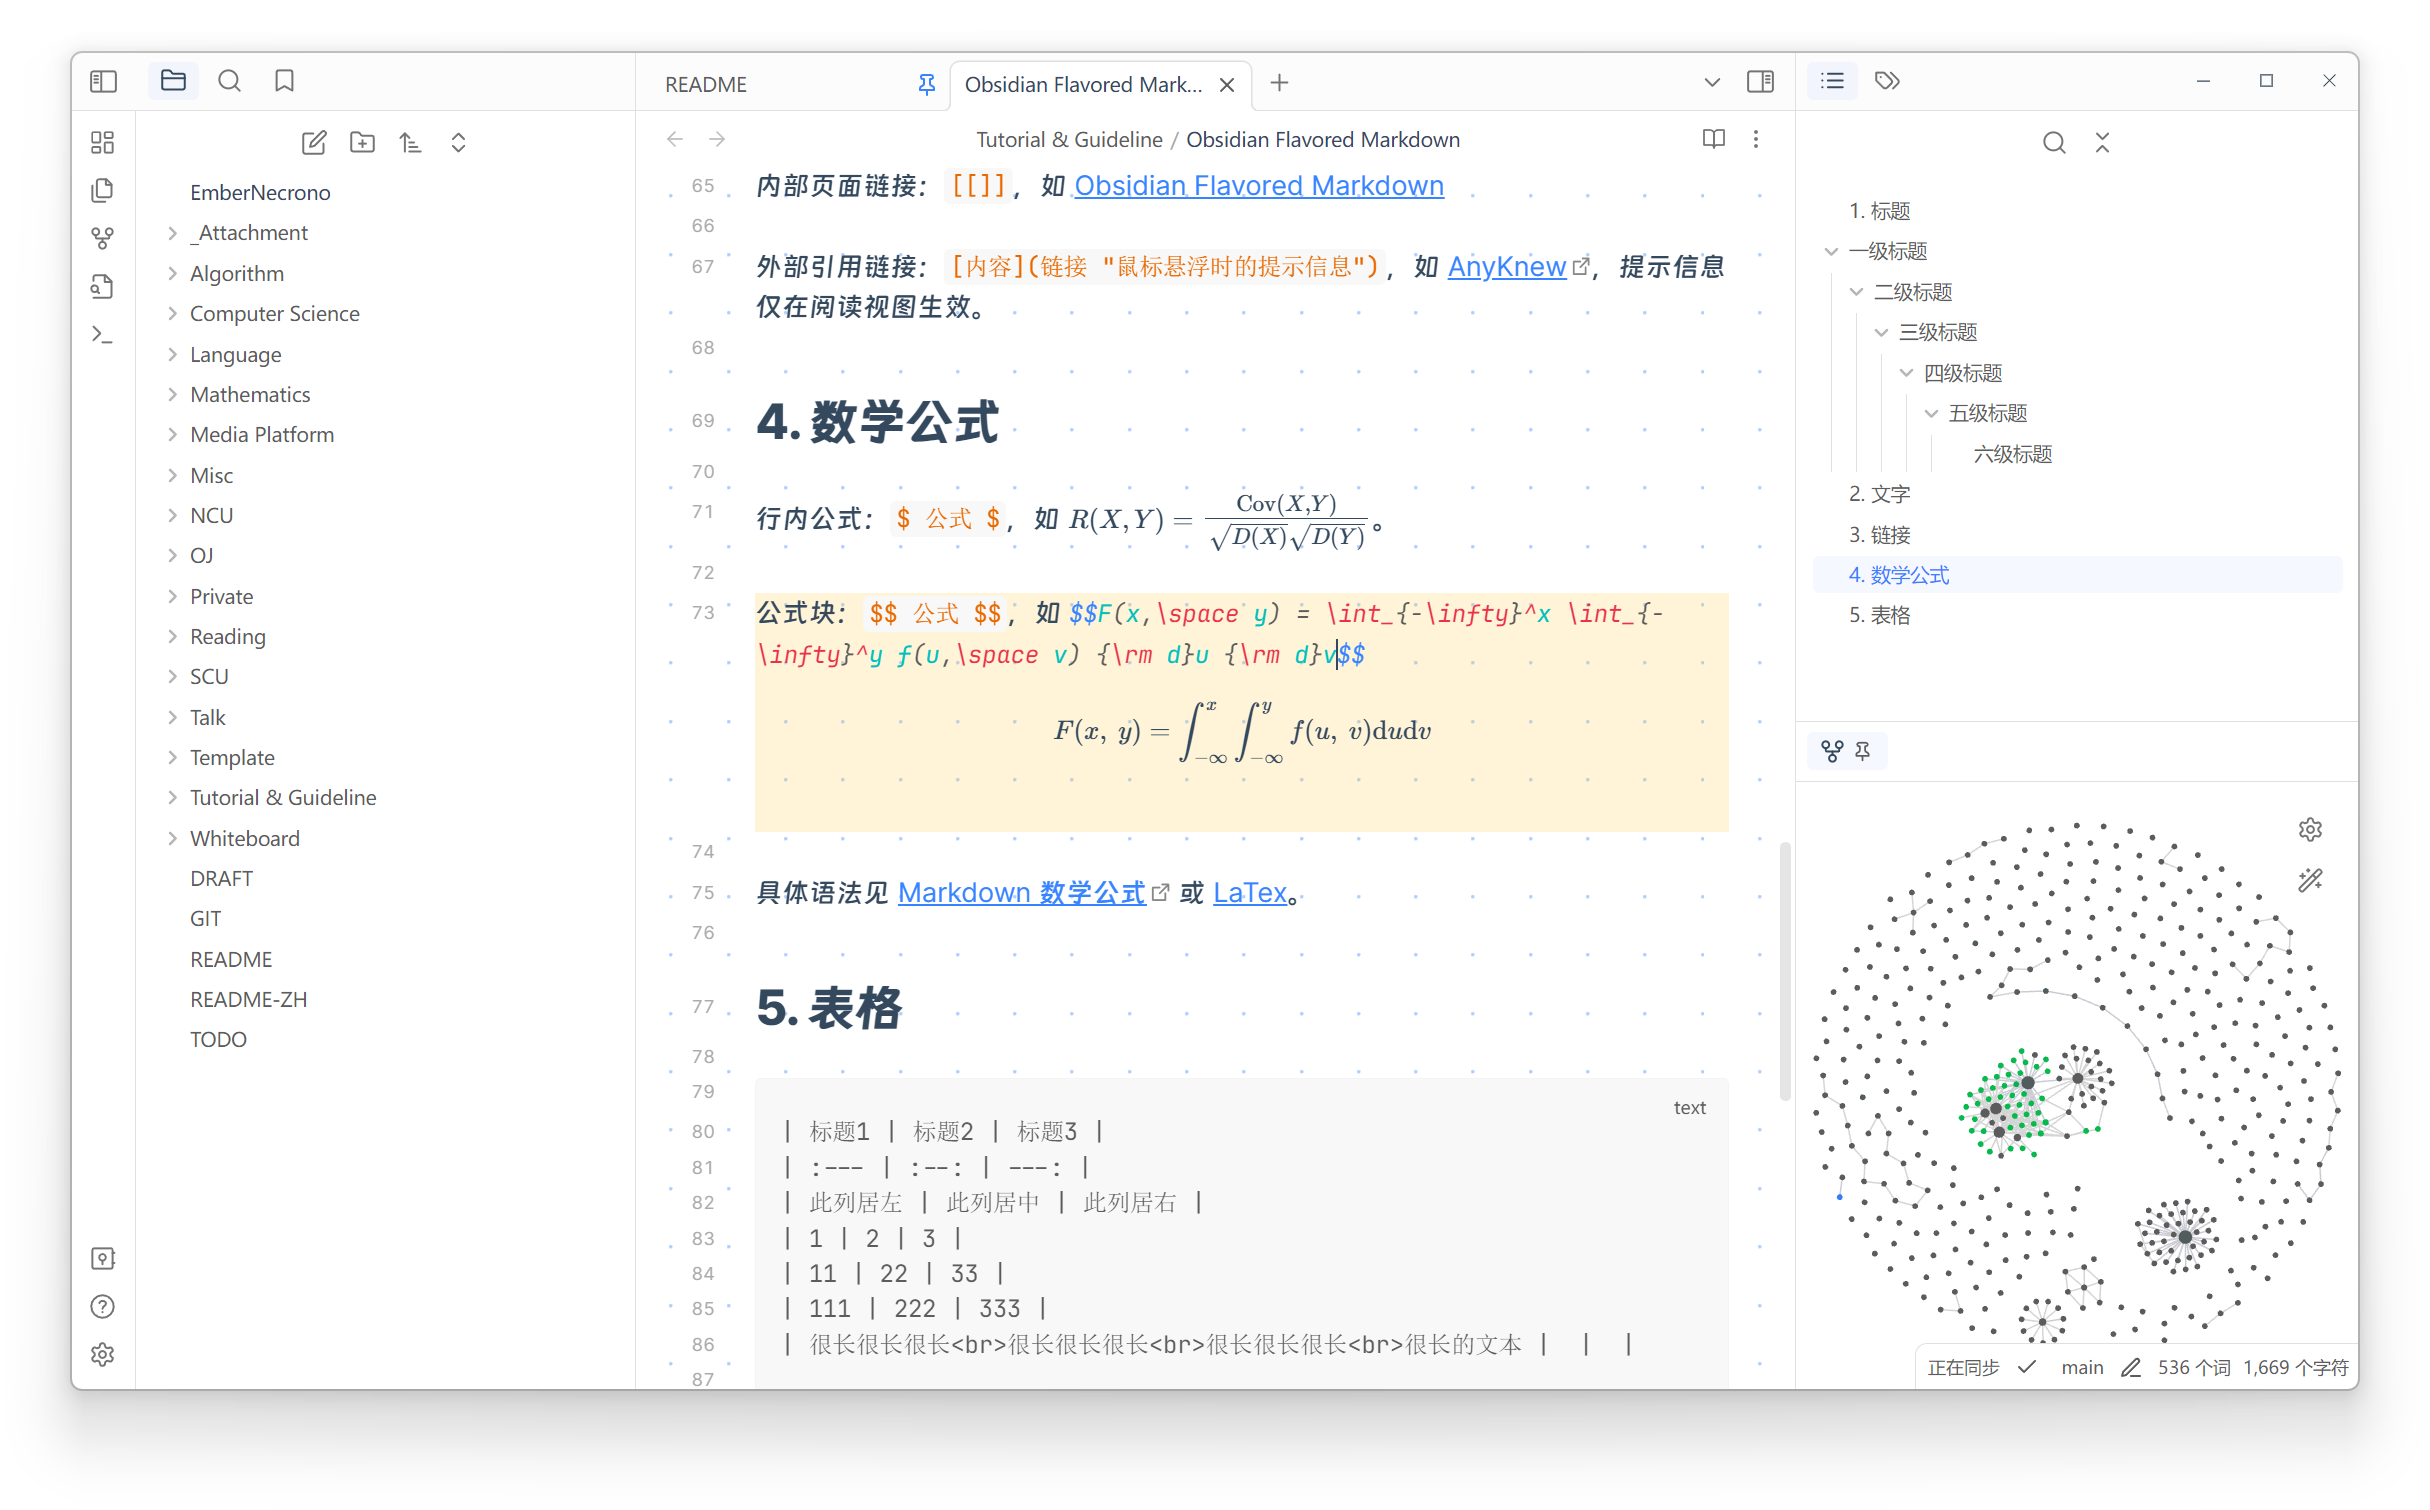 README
Obsidian Flavored Mark...
Tutorial & Guideline / Obsidian Flavored Markdown
EmberNecrono
_Attachment
Algorithm
Computer Science
Language
Mathematics
Media Platform
Misc
NCU
OJ
Private
Reading
SCU
Talk
Template
Tutorial & Guideline
Whiteboard
DRAFT
GIT
README
README-ZH
TODO
65 内部页面链接： [[]]，如 Obsidian Flavored Markdown
66
67 外部引用链接： [内容](链接 "鼠标悬浮时的提示信息")，如 AnyKnew，提示信息
仅在阅读视图生效。
68
69 4. 数学公式
70
71 行内公式： $ 公式 $，如 R(X,Y) = Cov(X,Y) / √D(X)√D(Y)。
72
73 公式块： $$ 公式 $$，如 $$F(x,\space y) = \int_{-\infty}^x \int_{-
\infty}^y f(u,\space v) {\rm d}u {\rm d}v$$
F(x, y) = ∫_{−∞}^{x} ∫_{−∞}^{y} f(u, v)dudv
74
75 具体语法见 Markdown 数学公式 或 LaTex。
76
77 5. 表格
78
79
text
80 | 标题1 | 标题2 | 标题3 |
81 | :--- | :--: | ---: |
82 | 此列居左 | 此列居中 | 此列居右 |
83 | 1 | 2 | 3 |
84 | 11 | 22 | 33 |
85 | 111 | 222 | 333 |
86 | 很长很长很长<br>很长很长很长<br>很长很长很长<br>很长的文本 | | |
87
1. 标题
一级标题
二级标题
三级标题
四级标题
五级标题
六级标题
2. 文字
3. 链接
4. 数学公式
5. 表格
正在同步 main 536 个词 1,669 个字符